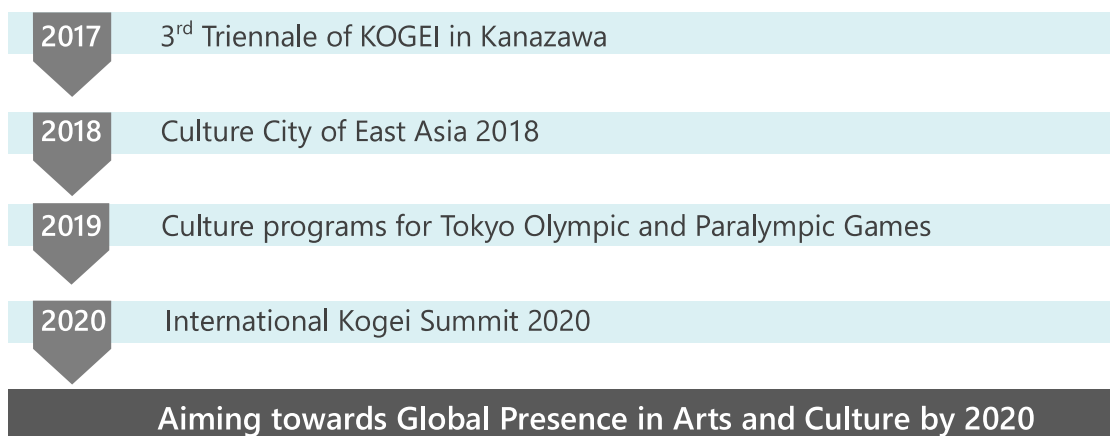 2017 3rd Triennale of KOGEI in Kanazawa
2018 Culture City of East Asia 2018
2019 Culture programs for Tokyo Olympic and Paralympic Games
2020 International Kogei Summit 2020
Aiming towards Global Presence in Arts and Culture by 2020